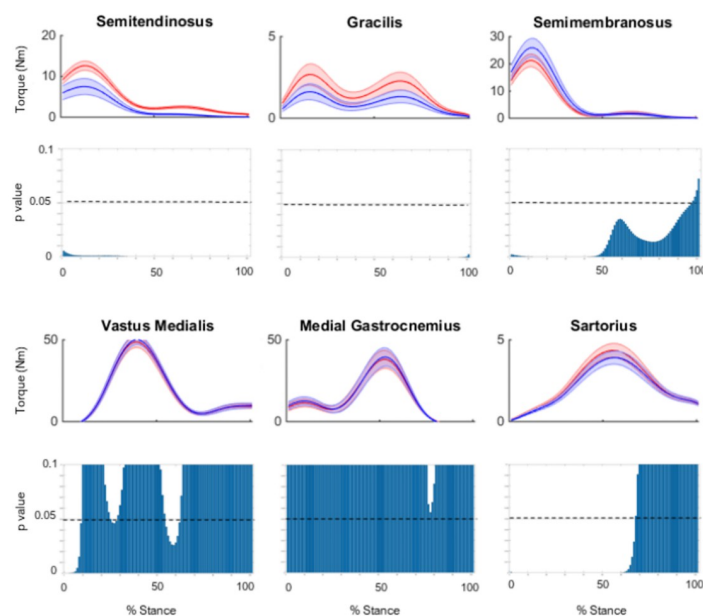 Semitendinosus Gracilis Semimembranosus
Torque (Nm) 20 10 0 5 0 30 20 10 0
p value 0.1 0.05 0
0 50 100 0 50 100 0 50 100
Vastus Medialis Medial Gastrocnemius Sartorius
Torque (Nm) 50 0 50 0 5 0
p value 0.1 0.05 0
0 50 100 0 50 100 0 50 100
% Stance % Stance % Stance